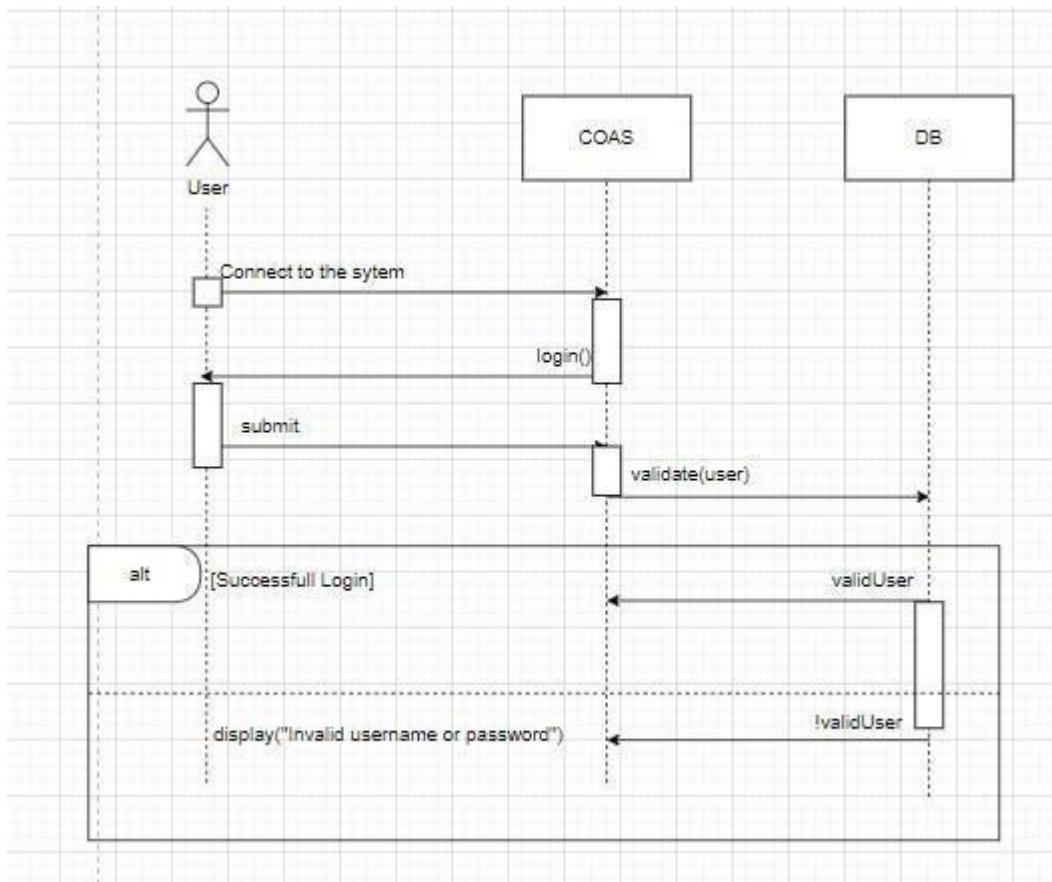 User
COAS
DB
Connect to the sytem
login()
submit
validate(user)
alt
[Successfull Login]
validUser
!validUser
display("Invalid username or password")